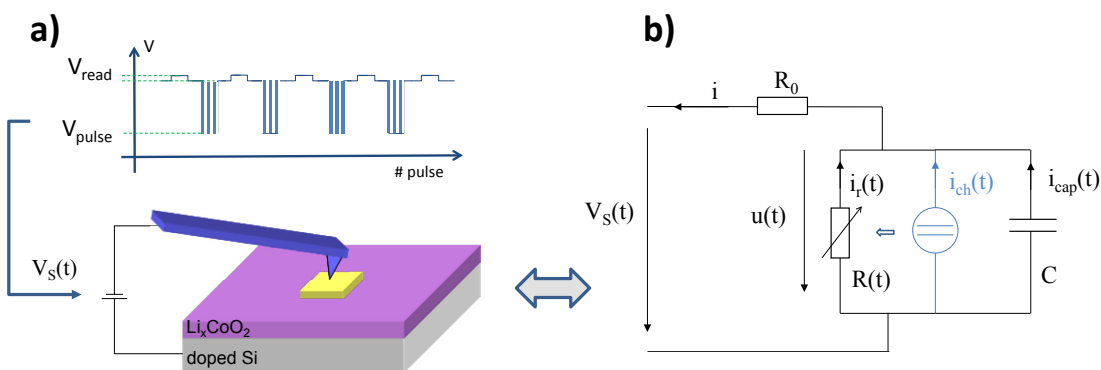 a)
V
V_read
V_pulse
# pulse
V_S(t)
Li_xCoO_2
doped Si
b)
i
R_0
V_S(t)
u(t)
i_r(t)
i_ch(t)
i_cap(t)
R(t)
C